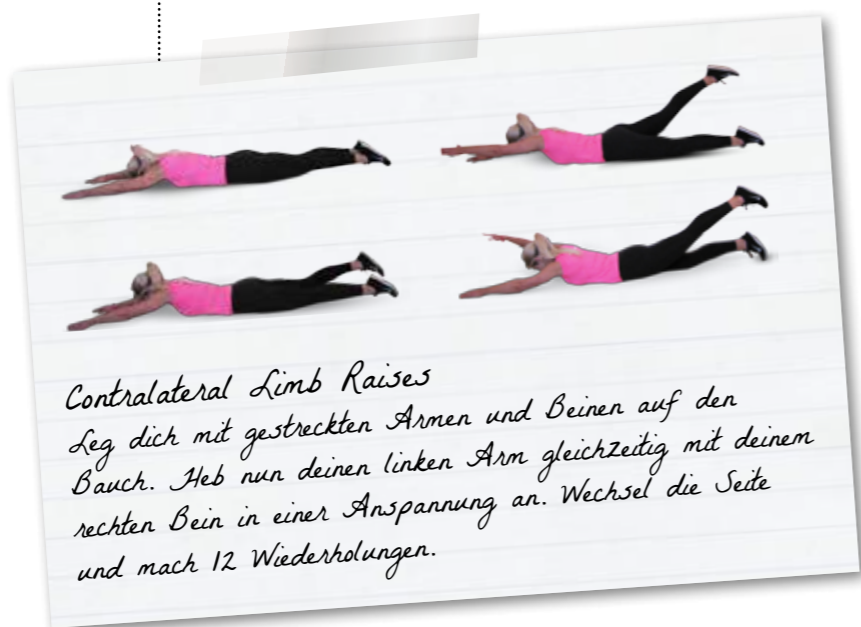 Contralateral Limb Raises
Leg dich mit gestreckten Armen und Beinen auf den
Bauch. Heb nun deinen linken Arm gleichzeitig mit deinem
rechten Bein in einer Anspannung an. Wechsel die Seite
und mach 12 Wiederholungen.